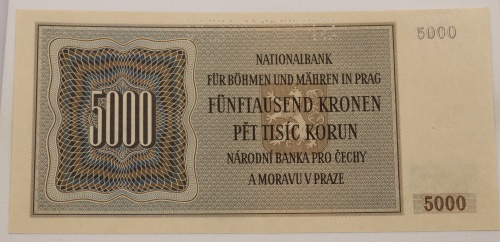 5000
NATIONALBANK
FÜR BÖHMEN UND MÄHREN IN PRAG
FÜNFTAUSEND KRONEN
PĚT TISÍC KORUN
NÁRODNÍ BANKA PRO ČECHY
A MORAVU V PRAZE
5000
5000